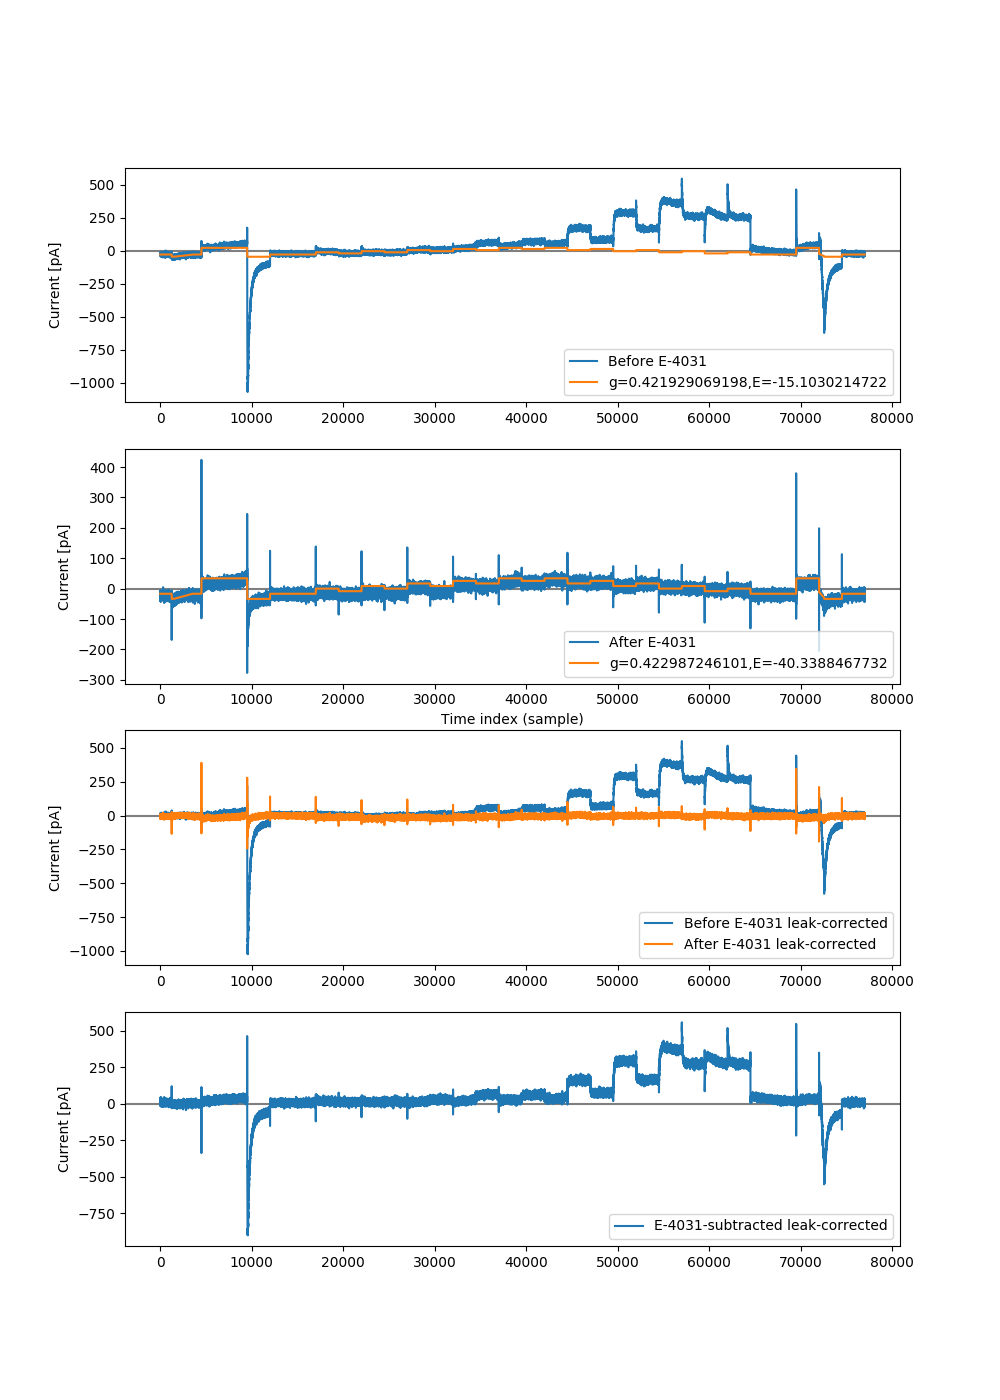 500
250
0
−250
−500
−750
−1000
Current [pA]
Before E-4031
g=0.421929069198,E=-15.1030214722
0 10000 20000 30000 40000 50000 60000 70000 80000
400
300
200
100
0
−100
−200
−300
Current [pA]
After E-4031
g=0.422987246101,E=-40.3388467732
0 10000 20000 30000 40000 50000 60000 70000 80000
Time index (sample)
500
250
0
−250
−500
−750
−1000
Current [pA]
Before E-4031 leak-corrected
After E-4031 leak-corrected
0 10000 20000 30000 40000 50000 60000 70000 80000
500
250
0
−250
−500
−750
Current [pA]
E-4031-subtracted leak-corrected
0 10000 20000 30000 40000 50000 60000 70000 80000